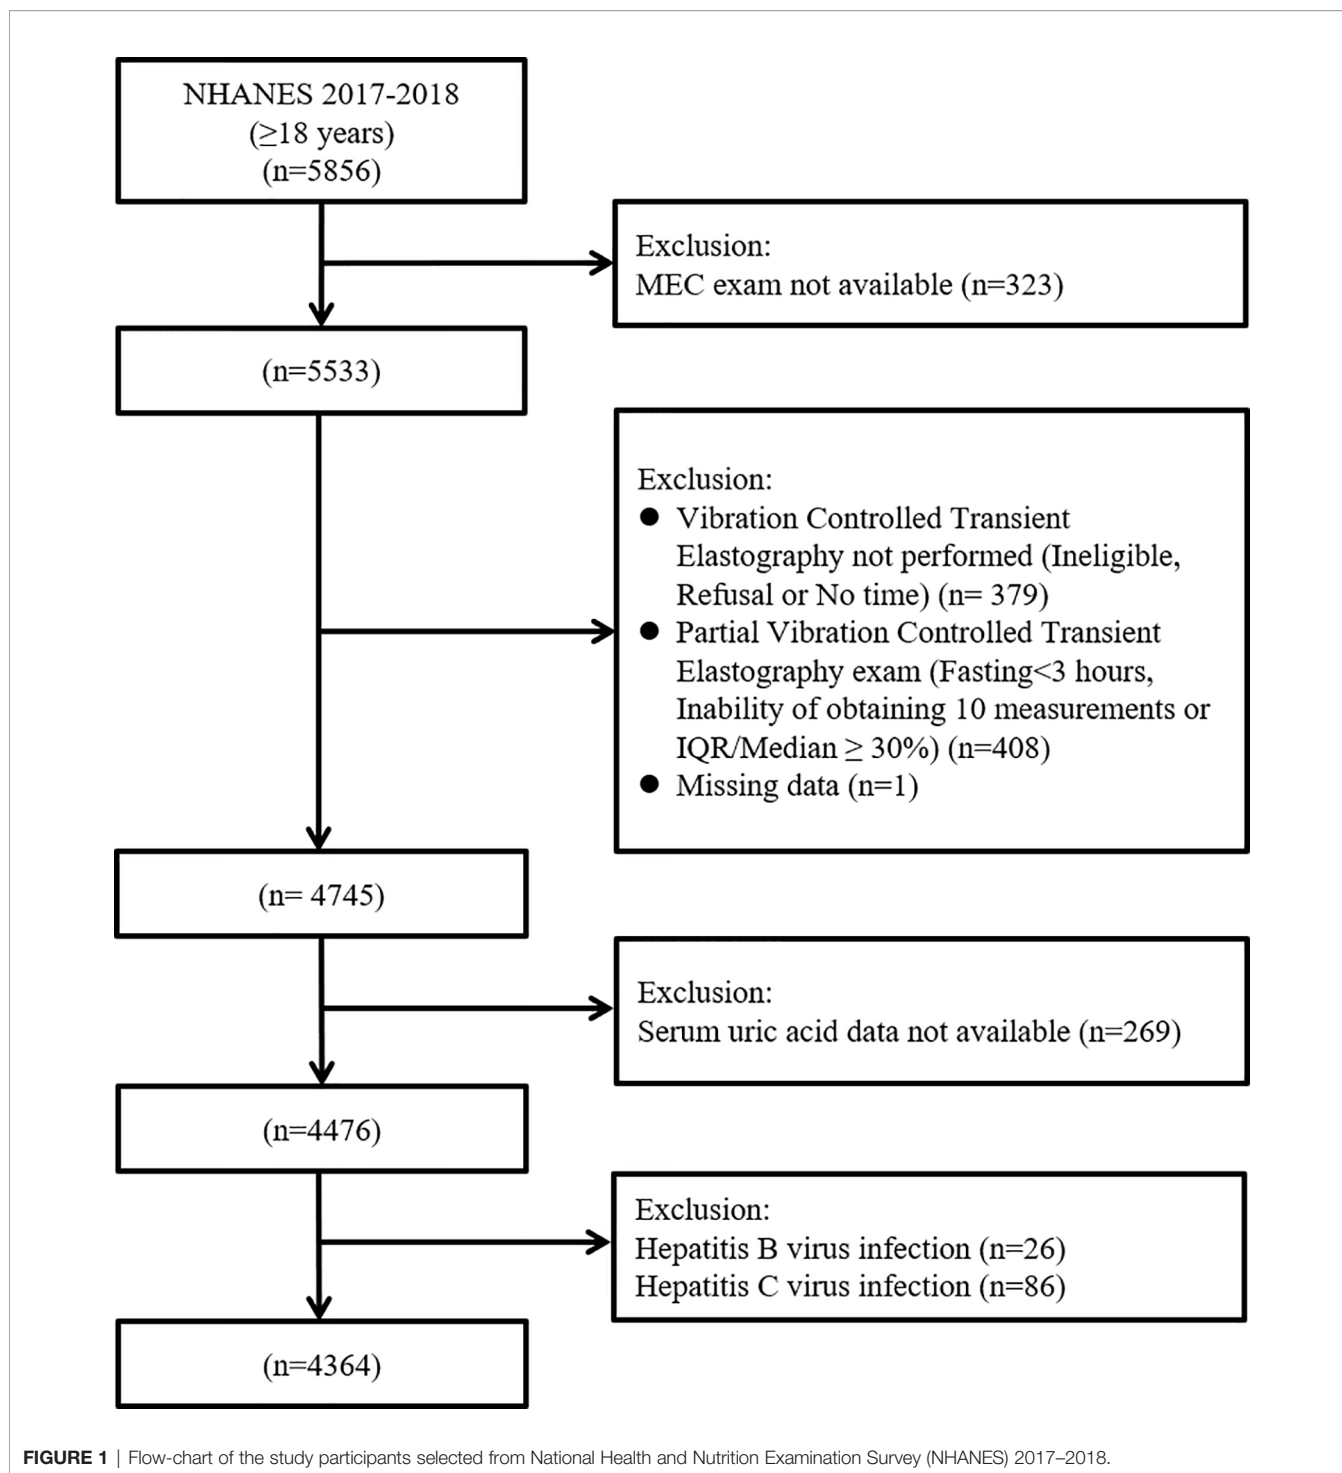 NHANES 2017-2018
(≥18 years)
(n=5856)
Exclusion:
MEC exam not available (n=323)
(n=5533)
Exclusion:
● Vibration Controlled Transient
Elastography not performed (Ineligible,
Refusal or No time) (n= 379)
● Partial Vibration Controlled Transient
Elastography exam (Fasting<3 hours,
Inability of obtaining 10 measurements or
IQR/Median ≥ 30%) (n=408)
● Missing data (n=1)
(n= 4745)
Exclusion:
Serum uric acid data not available (n=269)
(n=4476)
Exclusion:
Hepatitis B virus infection (n=26)
Hepatitis C virus infection (n=86)
(n=4364)
FIGURE 1 | Flow-chart of the study participants selected from National Health and Nutrition Examination Survey (NHANES) 2017–2018.